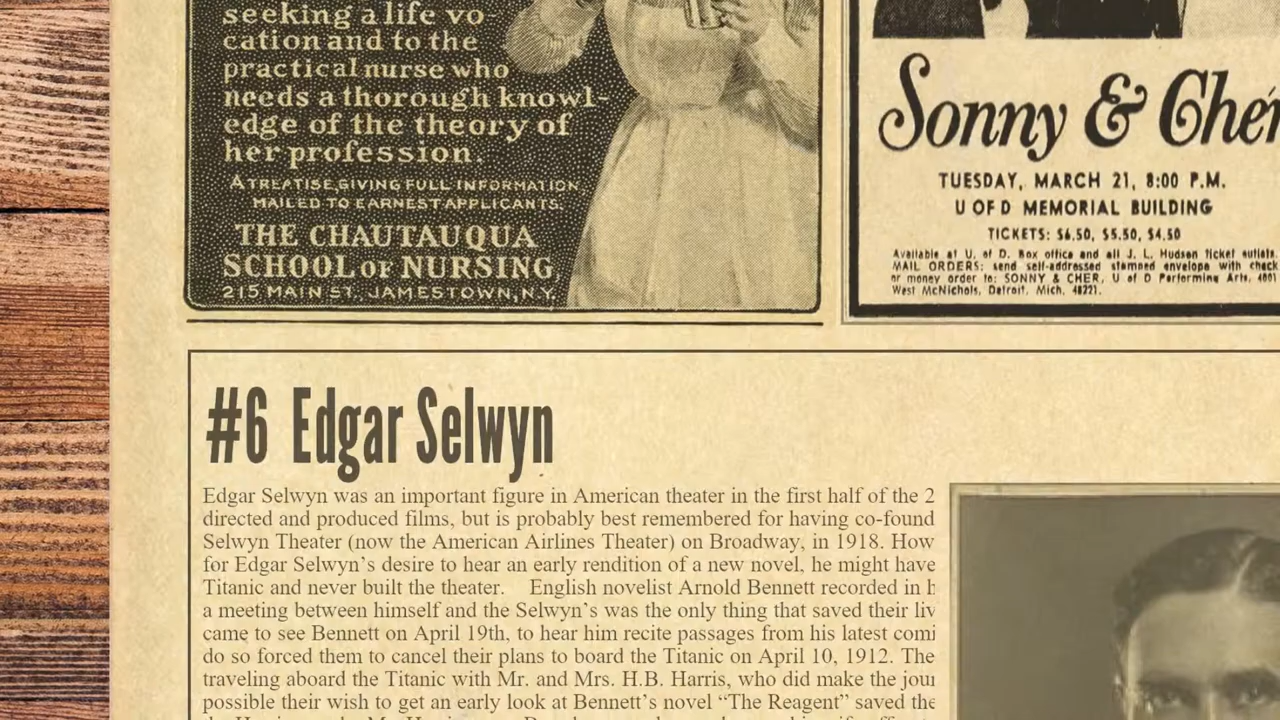 seeking a life vo-
cation and to the
practical nurse who
needs a thorough knowl-
edge of the theory of
her profession.
A TREATISE, GIVING FULL INFORMATION,
MAILED TO EARNEST APPLICANTS.
THE CHAUTAUQUA
SCHOOL OF NURSING
215 MAIN ST. JAMESTOWN, N.Y.
Sonny & Cher
TUESDAY, MARCH 21, 8:00 P.M.
U OF D MEMORIAL BUILDING
TICKETS: $6.50, $5.50, $4.50
Available at U. of D. Box office and all J. L. Hudson ticket outlets.
MAIL ORDERS: send self-addressed stamped envelope with check
or money order to: SONNY & CHER, U of D Performing Arts, 4001
West McNichols, Detroit, Mich. 48221.
#6 Edgar Selwyn
Edgar Selwyn was an important figure in American theater in the first half of the 2
directed and produced films, but is probably best remembered for having co-found
Selwyn Theater (now the American Airlines Theater) on Broadway, in 1918. How
for Edgar Selwyn's desire to hear an early rendition of a new novel, he might have
Titanic and never built the theater. English novelist Arnold Bennett recorded in h
a meeting between himself and the Selwyn's was the only thing that saved their liv
came to see Bennett on April 19th, to hear him recite passages from his latest comi
do so forced them to cancel their plans to board the Titanic on April 10, 1912. The
traveling aboard the Titanic with Mr. and Mrs. H.B. Harris, who did make the jou
possible their wish to get an early look at Bennett's novel “The Reagent” saved the